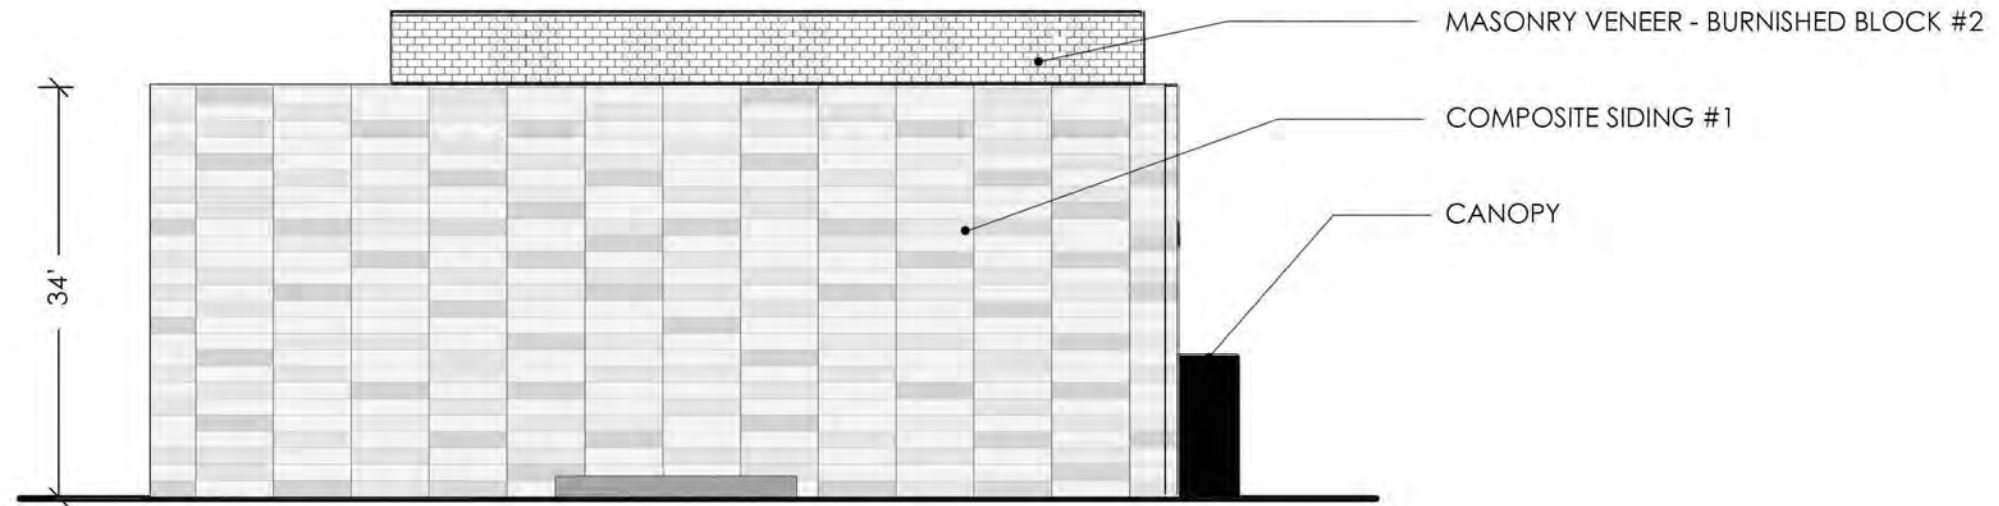 MASONRY VENEER - BURNISHED BLOCK #2
COMPOSITE SIDING #1
CANOPY
34'